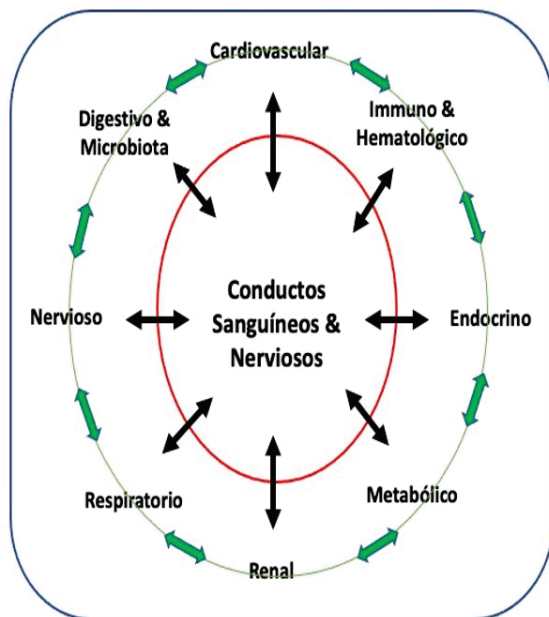 Cardiovascular
Digestivo &
Microbiota
Immuno &
Hematológico
Conductos
Sanguíneos &
Nerviosos
Nervioso
Endocrino
Respiratorio
Metabólico
Renal